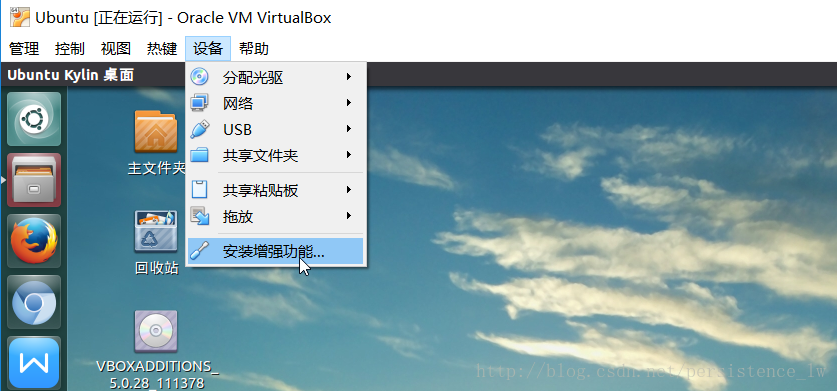 Ubuntu [正在运行] - Oracle VM VirtualBox
管理 控制 视图 热键 设备 帮助
Ubuntu Kylin 桌面
分配光驱
网络
USB
共享文件夹
共享粘贴板
拖放
安装增强功能...
主文件夹
回收站
VBOXADDITIONS_
5.0.28_111378
http://blog.csdn.net/persistence_lw